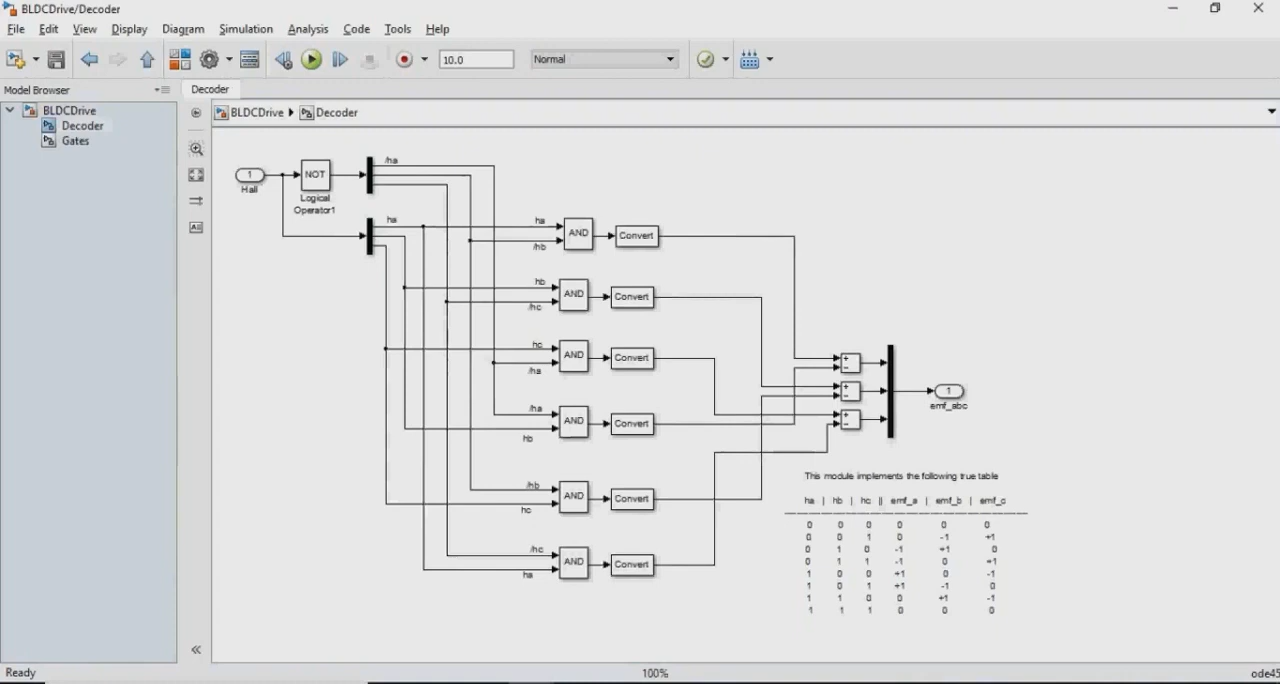 BLDCDrive/Decoder
File Edit View Display Diagram Simulation Analysis Code Tools Help
10.0 Normal
Model Browser
Decoder
BLDCDrive
Decoder
Gates
BLDCDrive Decoder
1
Hall
NOT
Logical
Operator1
/ha
ha
ha
/hb
AND
Convert
hb
/hc
AND
Convert
hc
/ha
AND
Convert
/ha
hb
AND
Convert
/hb
hc
AND
Convert
/hc
ha
AND
Convert
+
−
+
−
+
−
1
emf_abc
This module implements the following true table
ha | hb | hc || emf_a | emf_b | emf_c
0 0 0 0 0 0
0 0 1 0 -1 +1
0 1 0 -1 +1 0
0 1 1 -1 0 +1
1 0 0 +1 0 -1
1 0 1 +1 -1 0
1 1 0 0 +1 -1
1 1 1 0 0 0
Ready 100% ode45